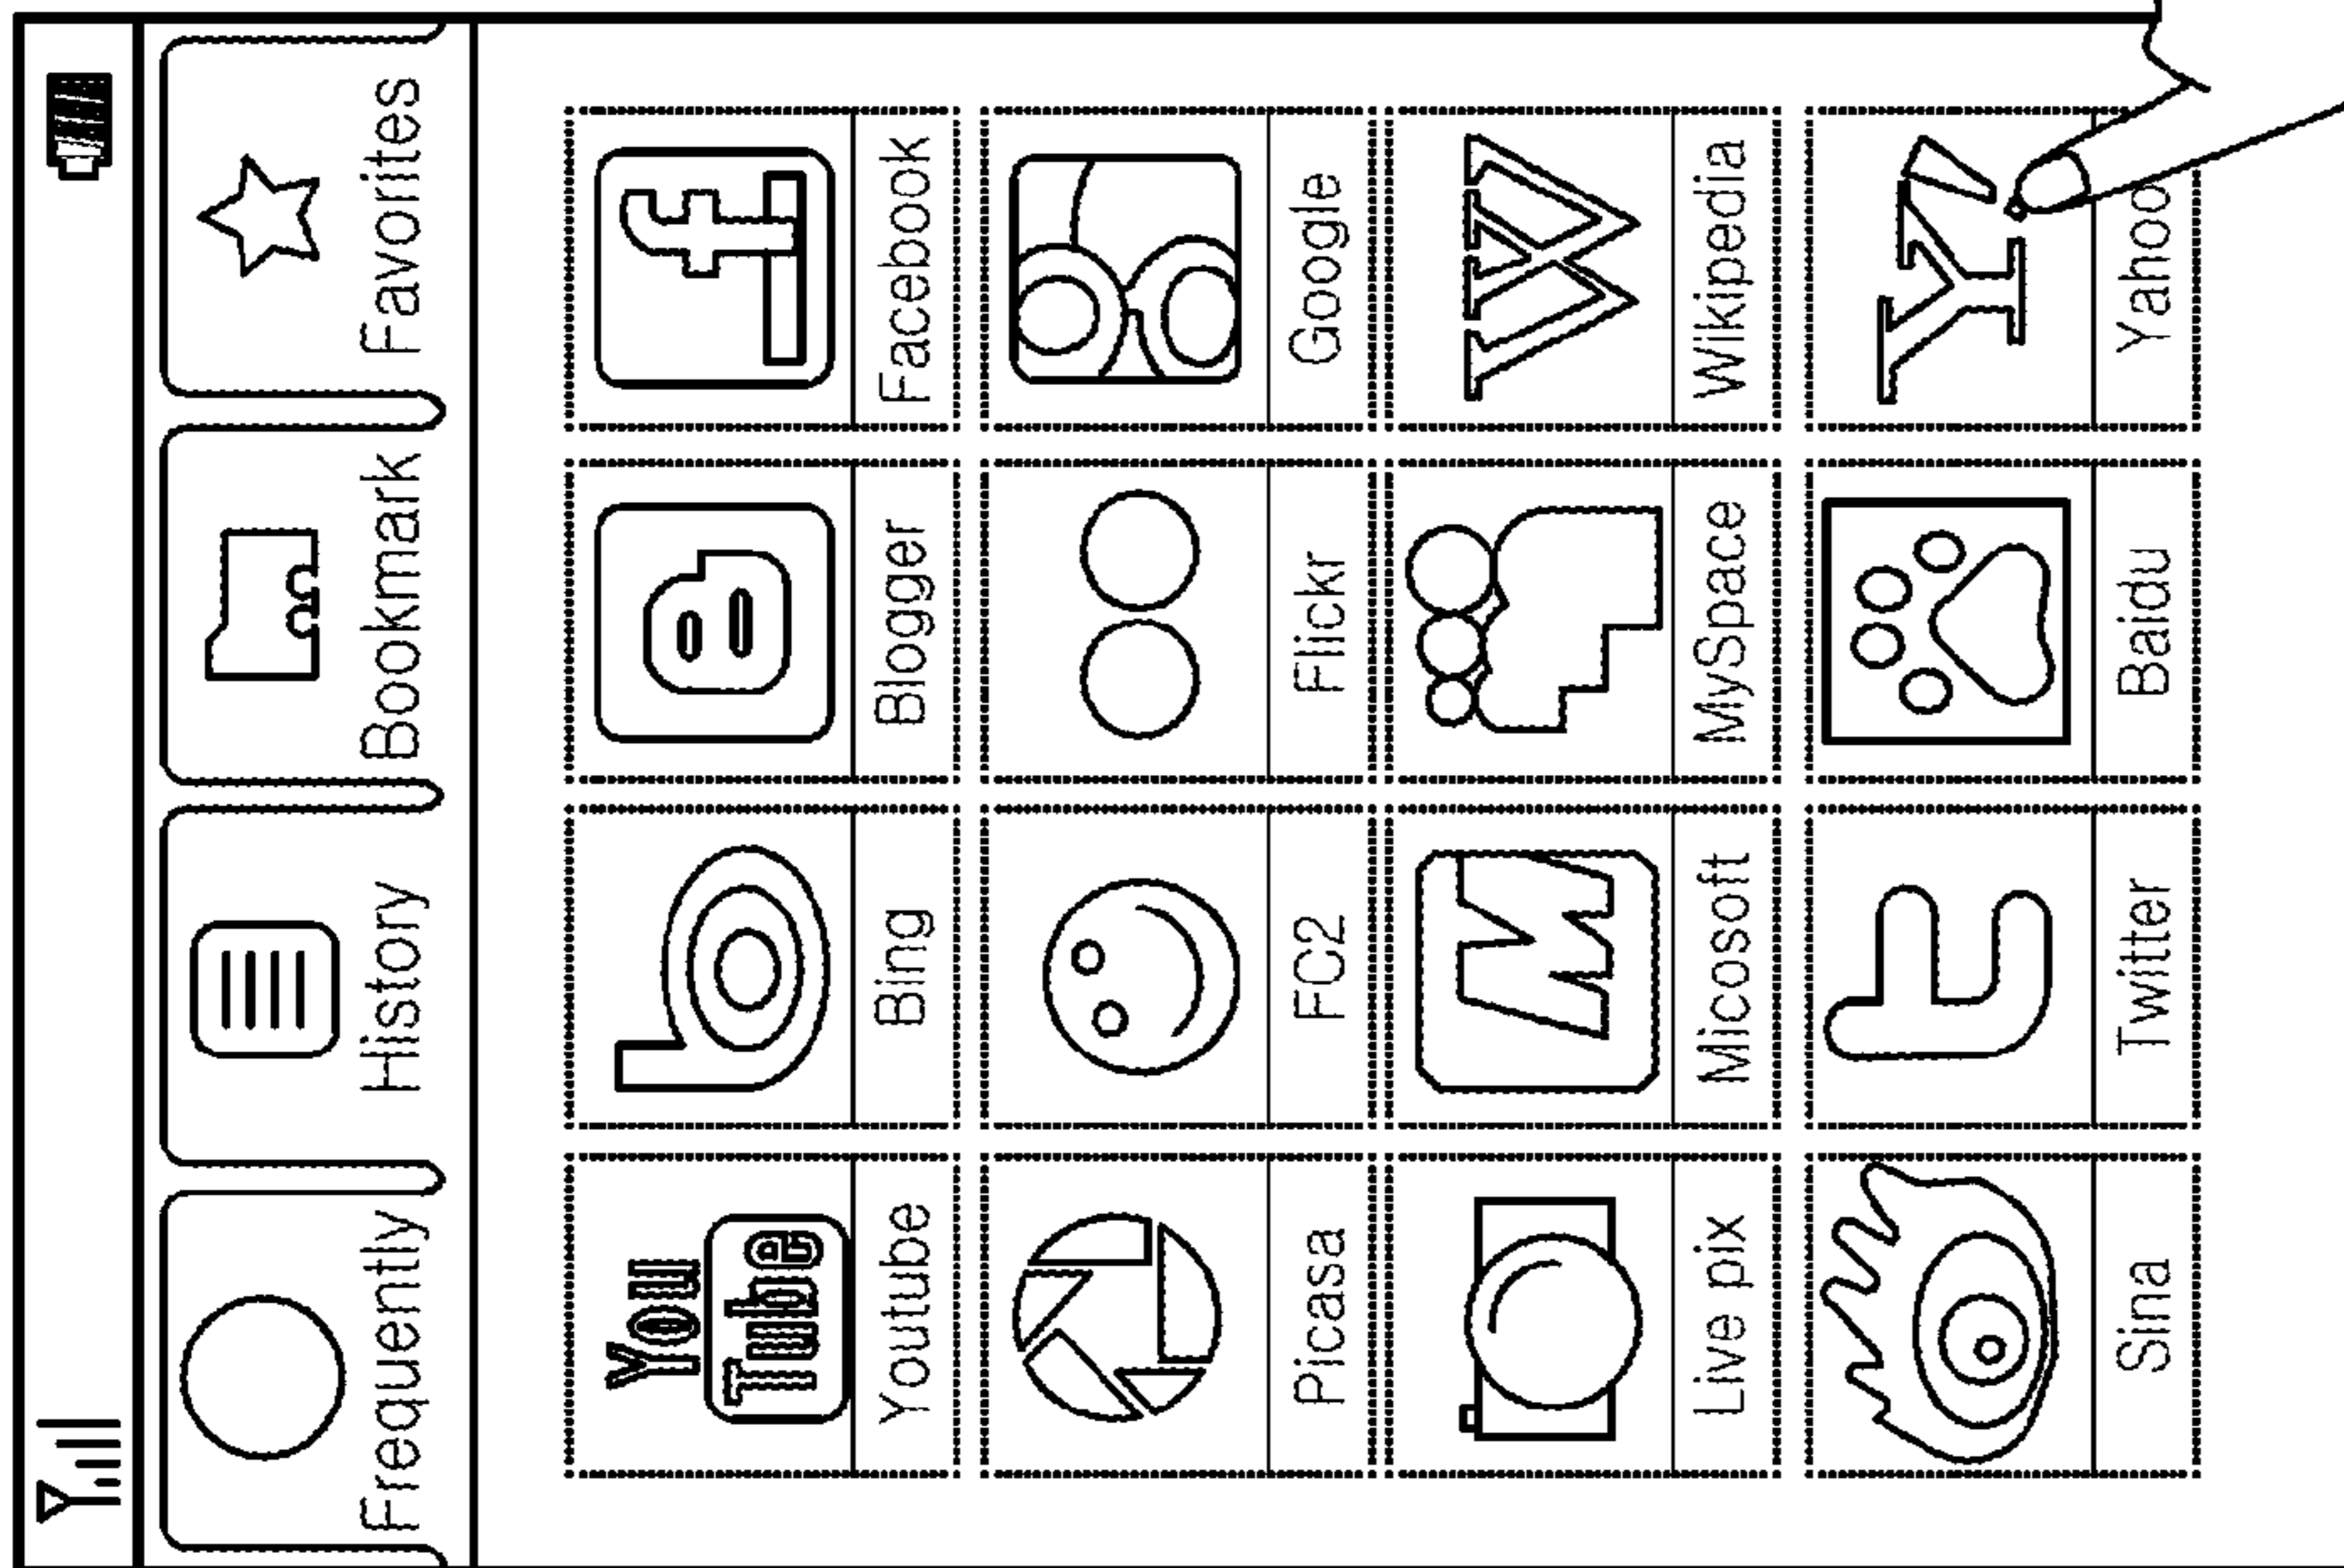 Frequently History Bookmark Favorites
You
Tube
Youtube Bing Blogger Facebook
Picasa FC2 Flickr Google
Live pix Micosoft MySpace Wikipedia
Sina Twitter Baidu Yahoo